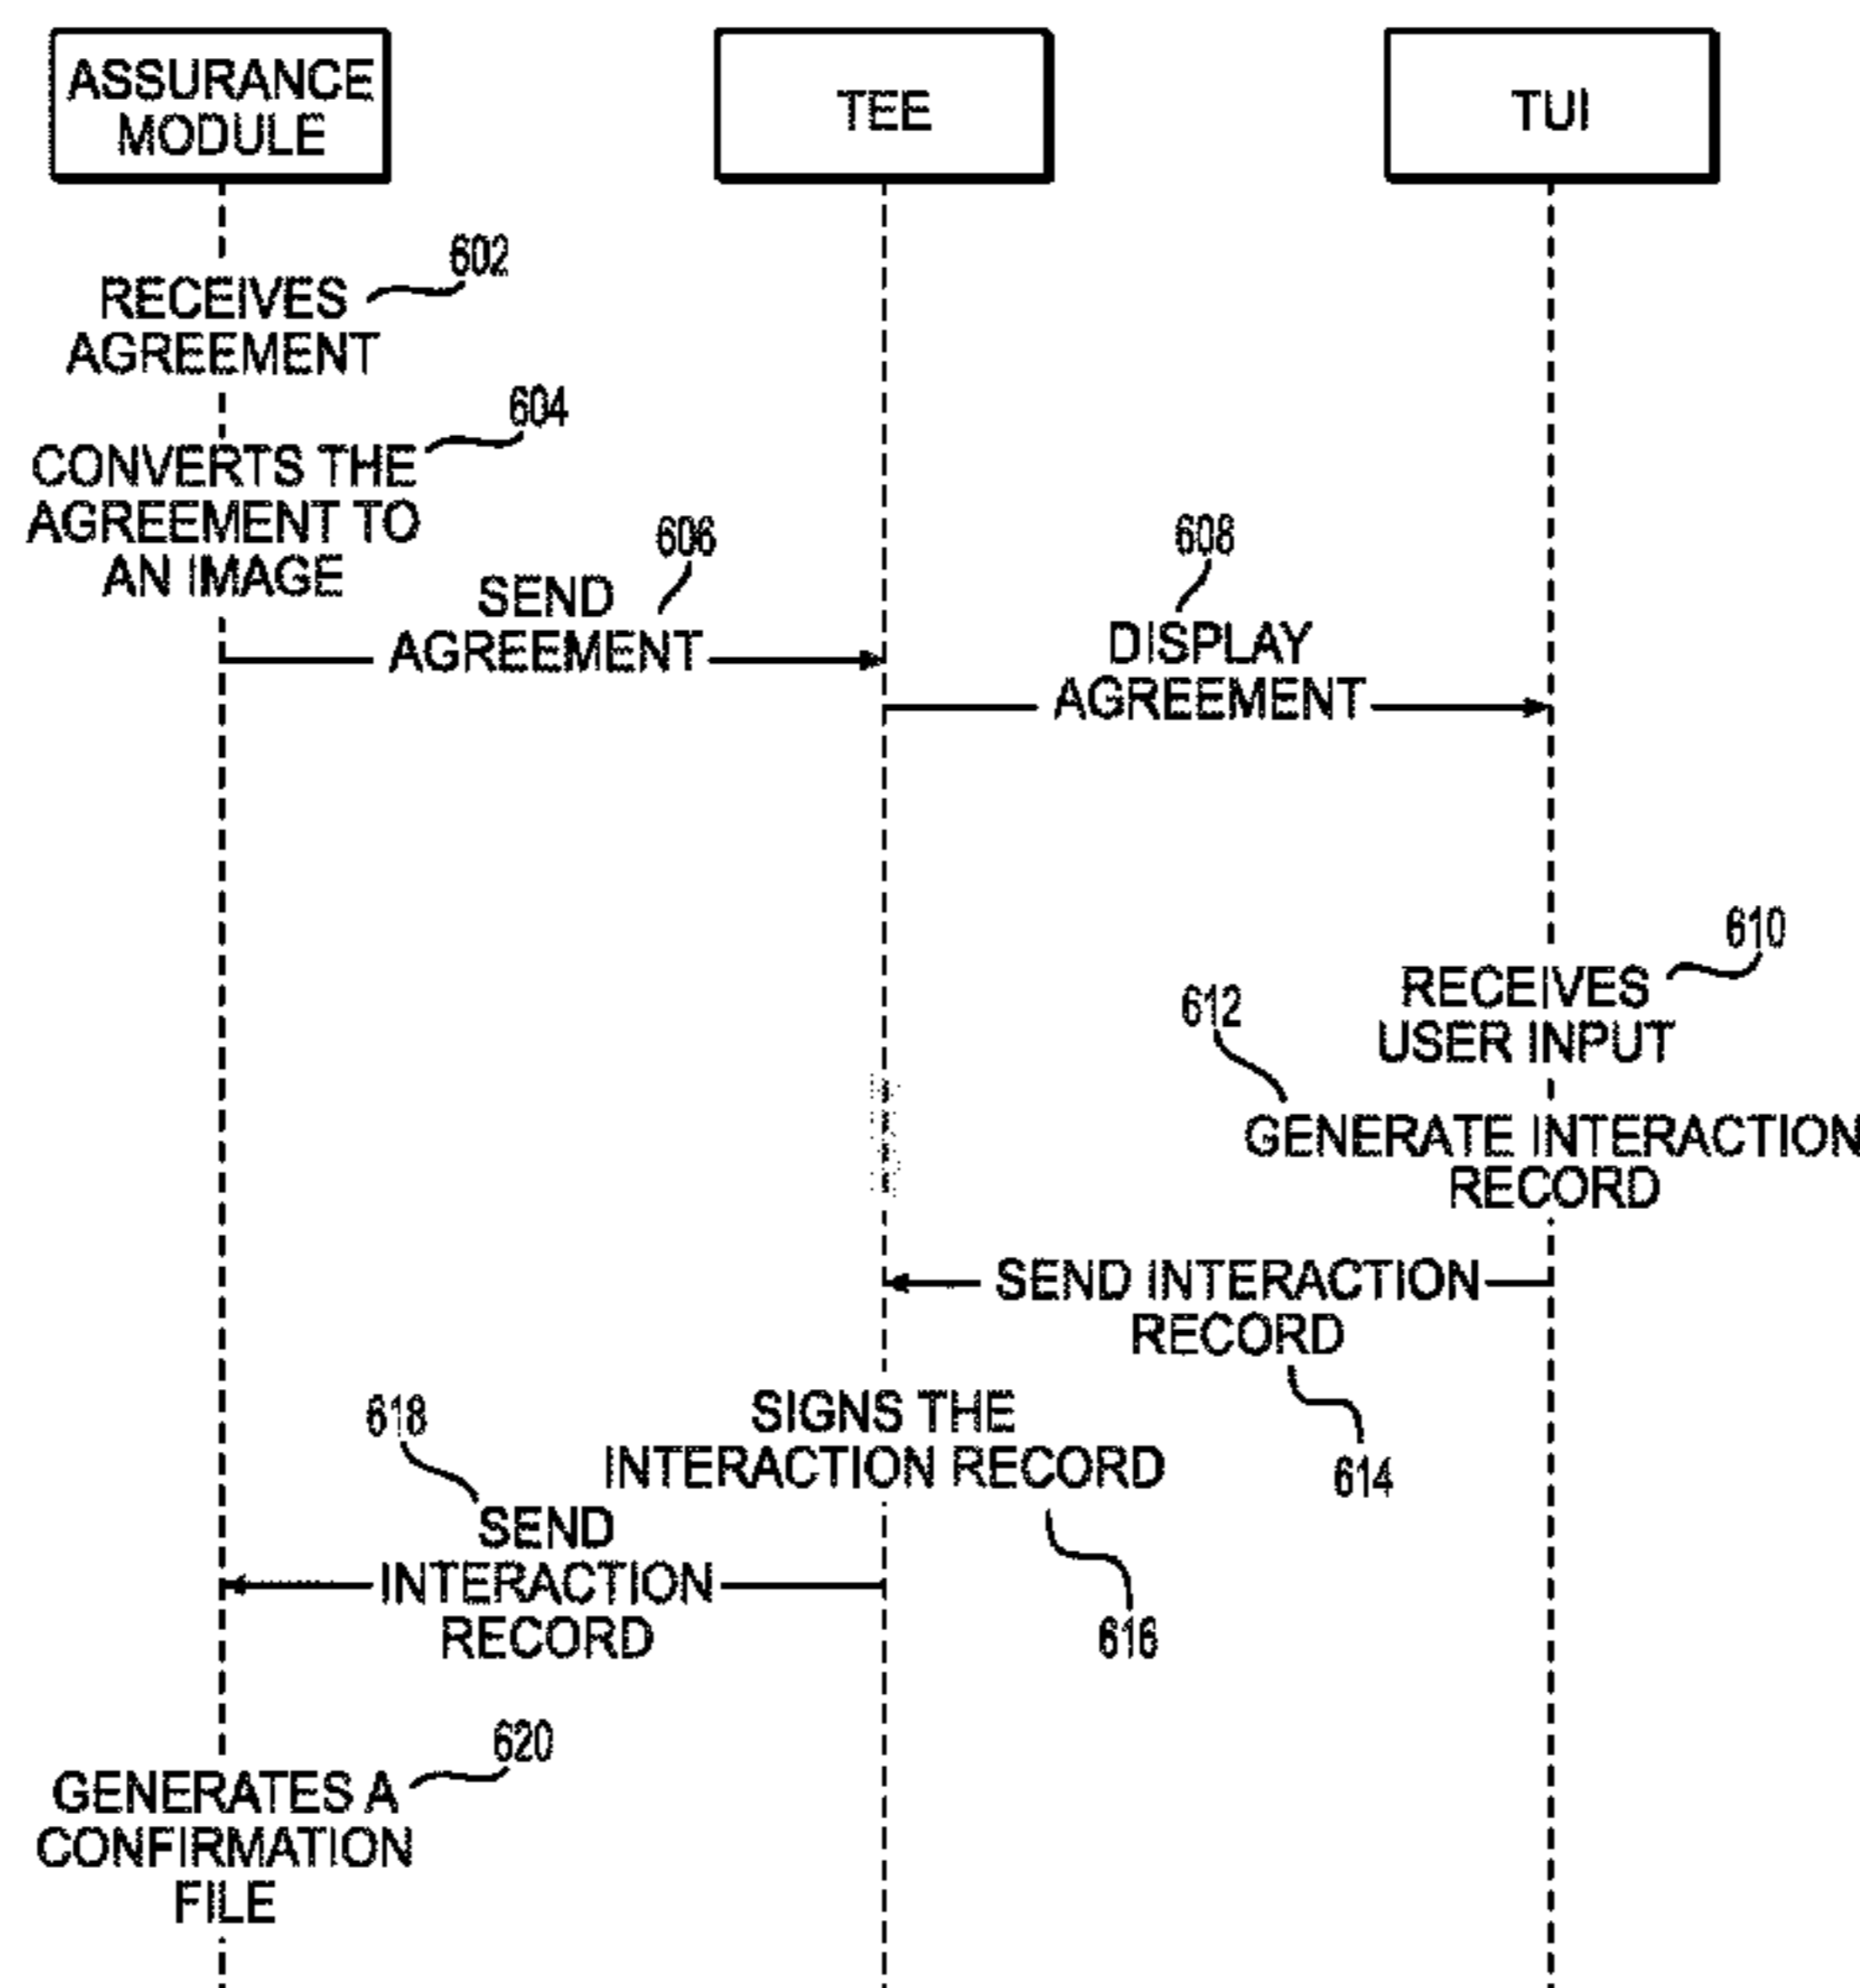 ASSURANCE
MODULE
TEE
TUI
602
RECEIVES
AGREEMENT
604
CONVERTS THE
AGREEMENT TO
AN IMAGE
606
SEND
AGREEMENT
608
DISPLAY
AGREEMENT
610
RECEIVES
USER INPUT
612
GENERATE INTERACTION
RECORD
SEND INTERACTION
RECORD
614
SIGNS THE
INTERACTION RECORD
616
618
SEND
INTERACTION
RECORD
620
GENERATES A
CONFIRMATION
FILE